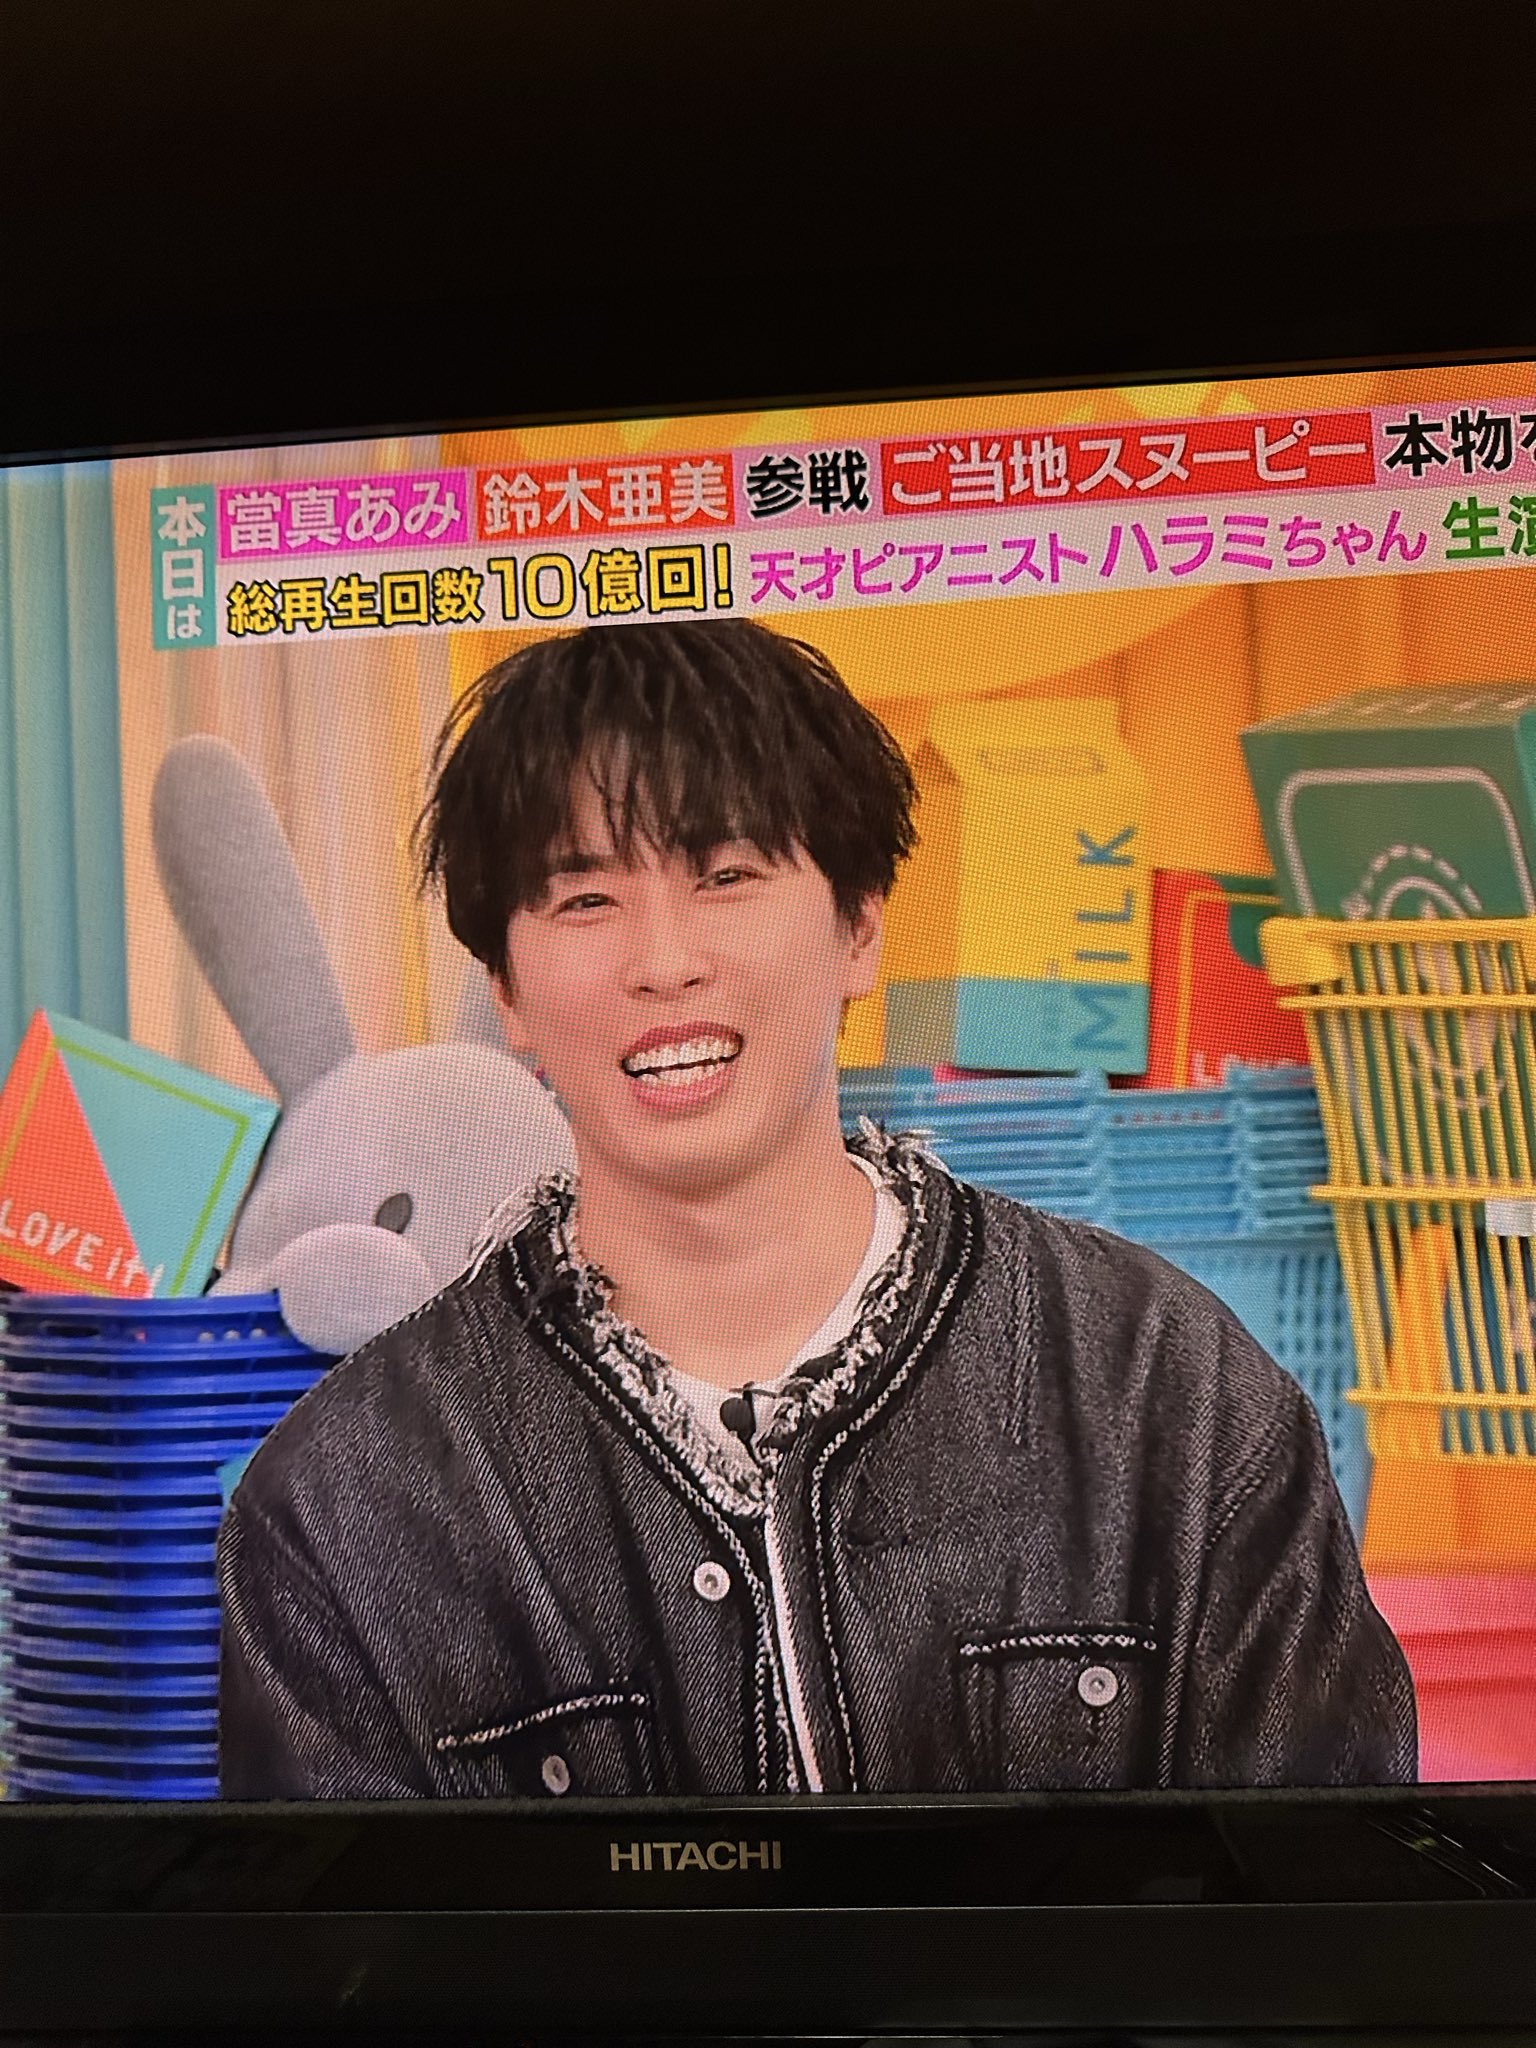 本日は
當真あみ 鈴木亜美 参戦 ご当地スヌーピー 本物を
総再生回数10億回! 天才ピアニストハラミちゃん 生演
MILK
LOVE it!
HITACHI